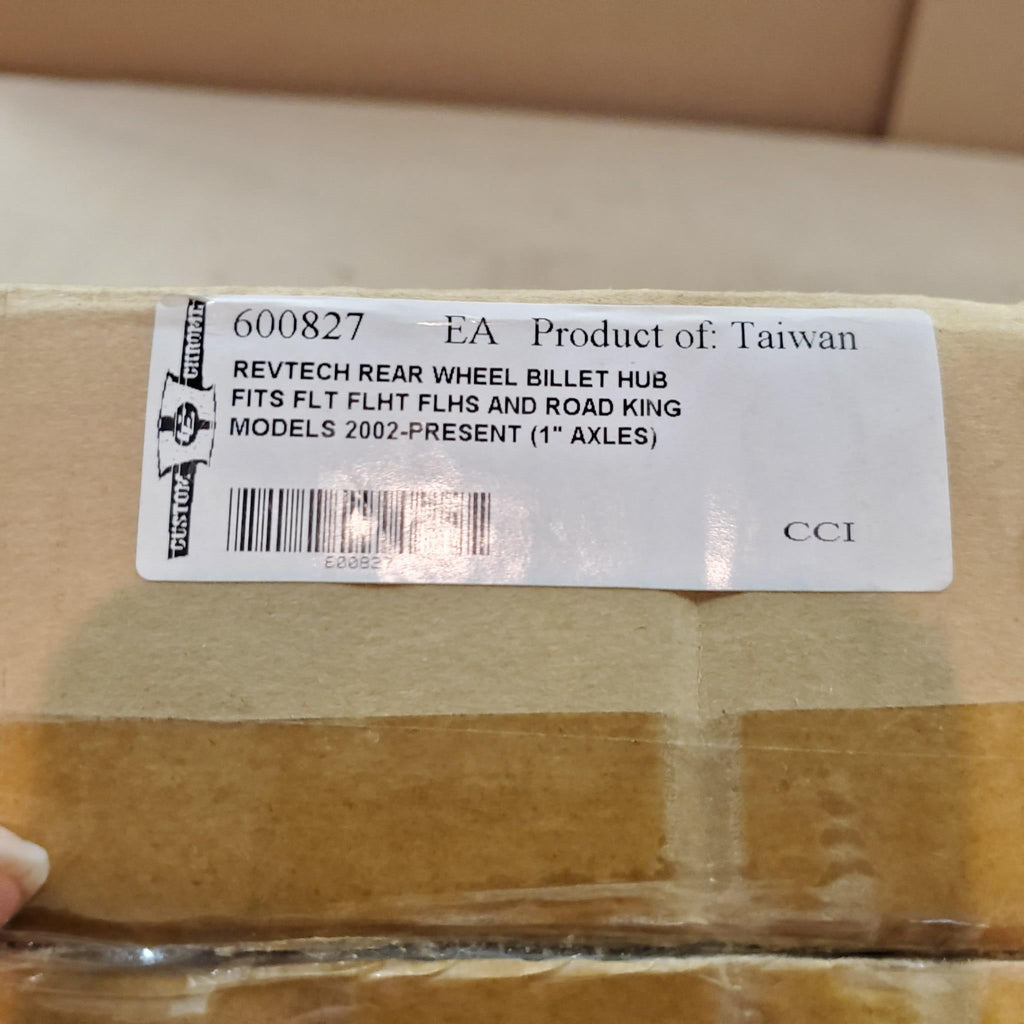 600827 EA Product of: Taiwan
REVTECH REAR WHEEL BILLET HUB
FITS FLT FLHT FLHS AND ROAD KING
MODELS 2002-PRESENT (1" AXLES)
CUSTOM CHROME
600827
CCI